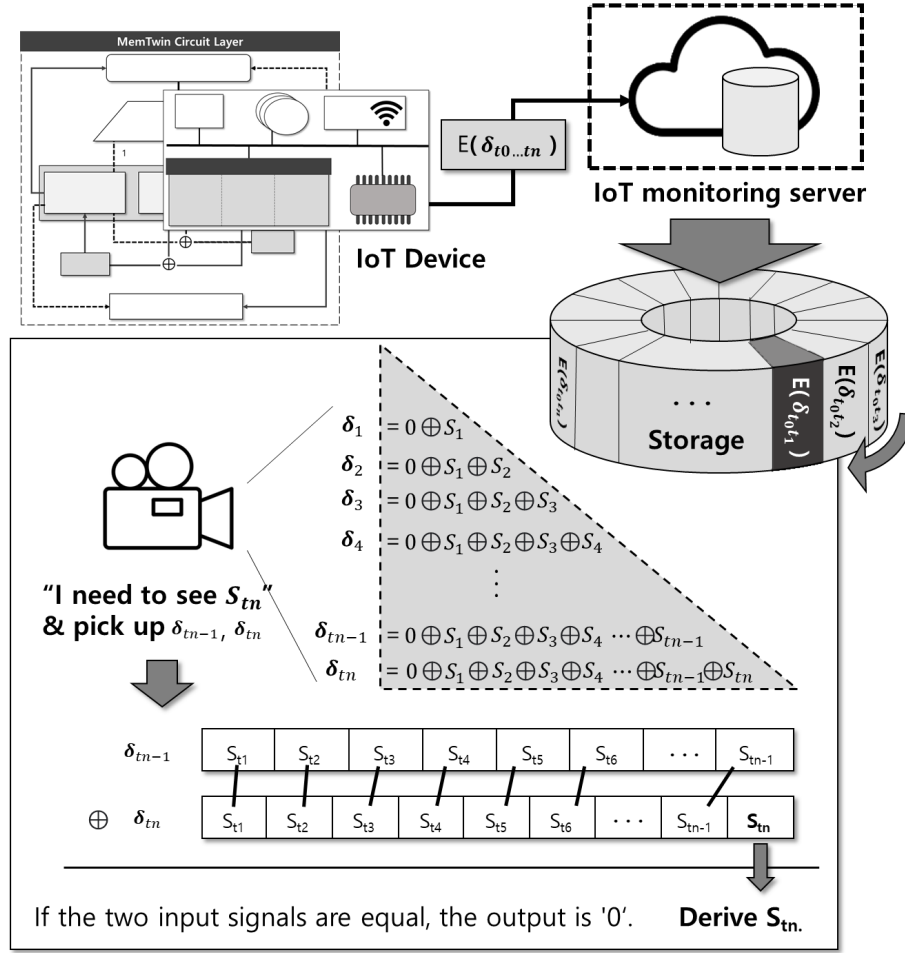 MemTwin Circuit Layer
1
E(δt0...tn)
IoT monitoring server
IoT Device
E(δt0tn)
. . .
E(δt0t1)
E(δt0t2)
E(δt0t3)
Storage
δ1 = 0 ⊕ S1
δ2 = 0 ⊕ S1 ⊕ S2
δ3 = 0 ⊕ S1 ⊕ S2 ⊕ S3
δ4 = 0 ⊕ S1 ⊕ S2 ⊕ S3 ⊕ S4
⋮
δtn−1 = 0 ⊕ S1 ⊕ S2 ⊕ S3 ⊕ S4 ⋯ ⊕ Stn−1
δtn = 0 ⊕ S1 ⊕ S2 ⊕ S3 ⊕ S4 ⋯ ⊕ Stn−1 ⊕ Stn
“I need to see Stn”
& pick up δtn−1, δtn
δtn−1 St1 St2 St3 St4 St5 St6 · · · Stn-1
⊕ δtn St1 St2 St3 St4 St5 St6 · · · Stn-1 Stn
If the two input signals are equal, the output is '0‘. Derive Stn.